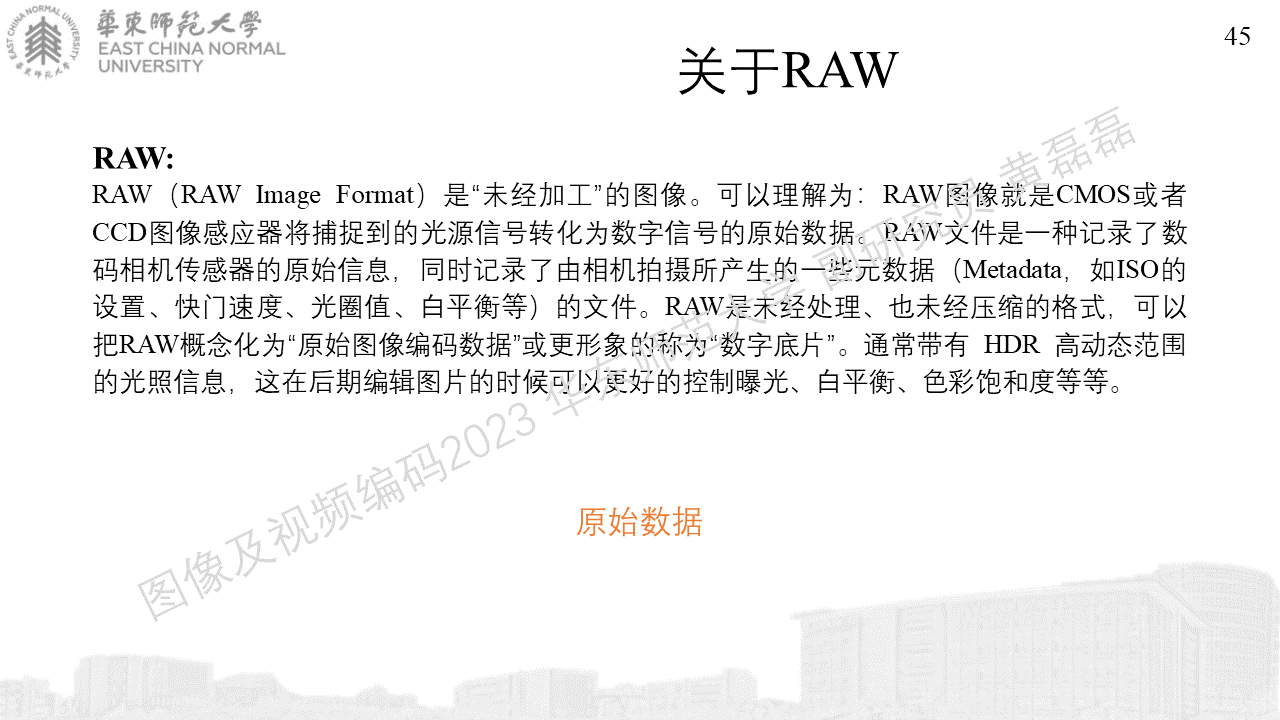 EAST CHINA NORMAL UNIVERSITY
華東师范大學
華東师范大學
EAST CHINA NORMAL
UNIVERSITY
45
关于RAW
RAW:
RAW（RAW Image Format）是“未经加工”的图像。可以理解为：RAW图像就是CMOS或者
CCD图像感应器将捕捉到的光源信号转化为数字信号的原始数据。RAW文件是一种记录了数
码相机传感器的原始信息，同时记录了由相机拍摄所产生的一些元数据（Metadata，如ISO的
设置、快门速度、光圈值、白平衡等）的文件。RAW是未经处理、也未经压缩的格式，可以
把RAW概念化为“原始图像编码数据”或更形象的称为“数字底片”。通常带有 HDR 高动态范围
的光照信息，这在后期编辑图片的时候可以更好的控制曝光、白平衡、色彩饱和度等等。
图像及视频编码2023 华东师范大学 副研究员 黄磊磊
原始数据